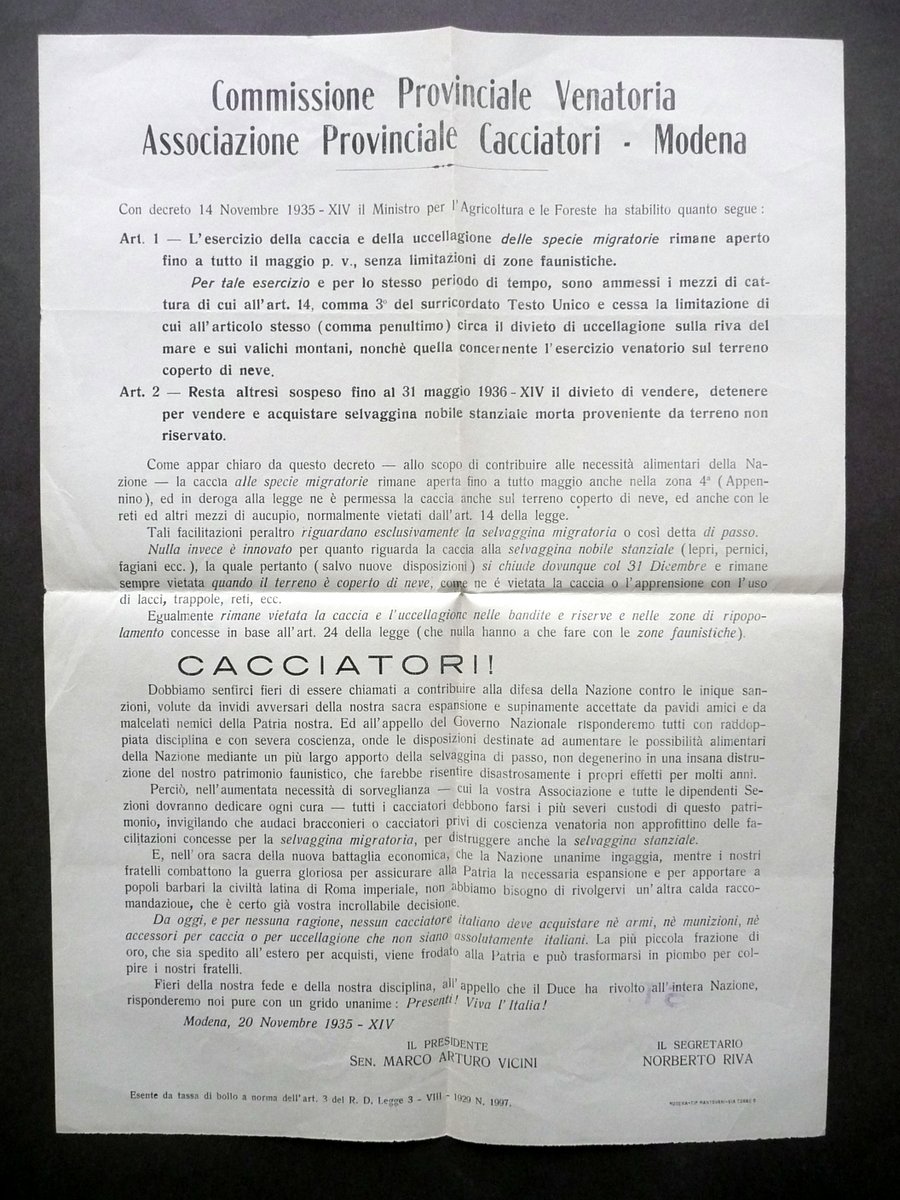 Commissione Provinciale Venatoria
Associazione Provinciale Cacciatori - Modena
Con decreto 14 Novembre 1935 - XIV il Ministro per l'Agricoltura e le Foreste ha stabilito quanto segue :
Art. 1 — L'esercizio della caccia e della uccellagione delle specie migratorie rimane aperto
fino a tutto il maggio p. v., senza limitazioni di zone faunistiche.
Per tale esercizio e per lo stesso periodo di tempo, sono ammessi i mezzi di cat-
tura di cui all'art. 14, comma 3º del surricordato Testo Unico e cessa la limitazione di
cui all'articolo stesso (comma penultimo) circa il divieto di uccellagione sulla riva del
mare e sui valichi montani, nonchè quella concernente l'esercizio venatorio sul terreno
coperto di neve.
Art. 2 — Resta altresi sospeso fino al 31 maggio 1936 - XIV il divieto di vendere, detenere
per vendere e acquistare selvaggina nobile stanziale morta proveniente da terreno non
riservato.
Come appar chiaro da questo decreto — allo scopo di contribuire alle necessità alimentari della Na-
zione — la caccia alle specie migratorie rimane aperta fino a tutto maggio anche nella zona 4ª (Appen-
nino), ed in deroga alla legge ne è permessa la caccia anche sul terreno coperto di neve, ed anche con le
reti ed altri mezzi di aucupio, normalmente vietati dall'art. 14 della legge.
Tali facilitazioni peraltro riguardano esclusivamente la selvaggina migratoria o così detta di passo.
Nulla invece è innovato per quanto riguarda la caccia alla selvaggina nobile stanziale (lepri, pernici,
fagiani ecc.), la quale pertanto (salvo nuove disposizioni) si chiude dovunque col 31 Dicembre e rimane
sempre vietata quando il terreno è coperto di neve, come ne é vietata la caccia o l'apprensione con l'uso
di lacci, trappole, reti, ecc.
Egualmente rimane vietata la caccia e l'uccellagione nelle bandite e riserve e nelle zone di ripopo-
lamento concesse in base all'art. 24 della legge (che nulla hanno a che fare con le zone faunistiche).
CACCIATORI!
Dobbiamo sentirci fieri di essere chiamati a contribuire alla difesa della Nazione contro le inique san-
zioni, volute da invidi avversari della nostra sacra espansione e supinamente accettate da pavidi amici e da
malcelati nemici della Patria nostra. Ed all'appello del Governo Nazionale risponderemo tutti con raddop-
piata disciplina e con severa coscienza, onde le disposizioni destinate ad aumentare le possibilità alimentari
della Nazione mediante un più largo apporto della selvaggina di passo, non degenerino in una insana distru-
zione del nostro patrimonio faunistico, che farebbe risentire disastrosamente i propri effetti per molti anni.
Perciò, nell'aumentata necessità di sorveglianza — cui la vostra Associazione e tutte le dipendenti Se-
zioni dovranno dedicare ogni cura — tutti i cacciatori debbono farsi i più severi custodi di questo patri-
monio, invigilando che audaci bracconieri o cacciatori privi di coscienza venatoria non approfittino delle fa-
cilitazioni concesse per la selvaggina migratoria, per distruggere anche la selvaggina stanziale.
E, nell'ora sacra della nuova battaglia economica, che la Nazione unanime ingaggia, mentre i nostri
fratelli combattono la guerra gloriosa per assicurare alla Patria la necessaria espansione e per apportare a
popoli barbari la civiltà latina di Roma imperiale, non abbiamo bisogno di rivolgervi un'altra calda racco-
mandazioue, che è certo già vostra incrollabile decisione.
Da oggi, e per nessuna ragione, nessun cacciatore italiano deve acquistare nè armi, nè munizioni, nè
accessori per caccia o per uccellagione che non siano assolutamente italiani. La più piccola frazione di
oro, che sia spedito all'estero per acquisti, viene frodato alla Patria e può trasformarsi in piombo per col-
pire i nostri fratelli.
Fieri della nostra fede e della nostra disciplina, all'appello che il Duce ha rivolto all'intera Nazione,
risponderemo noi pure con un grido unanime : Presenti! Viva l'Italia!
Modena, 20 Novembre 1935 - XIV
IL PRESIDENTE
SEN. MARCO ARTURO VICINI
IL SEGRETARIO
NORBERTO RIVA
Esente da tassa di bollo a norma dell'art. 3 del R. D. Legge 3 - VIII - 1929 N. 1997.
MODENA - TIP. MANTOVANI - VIA